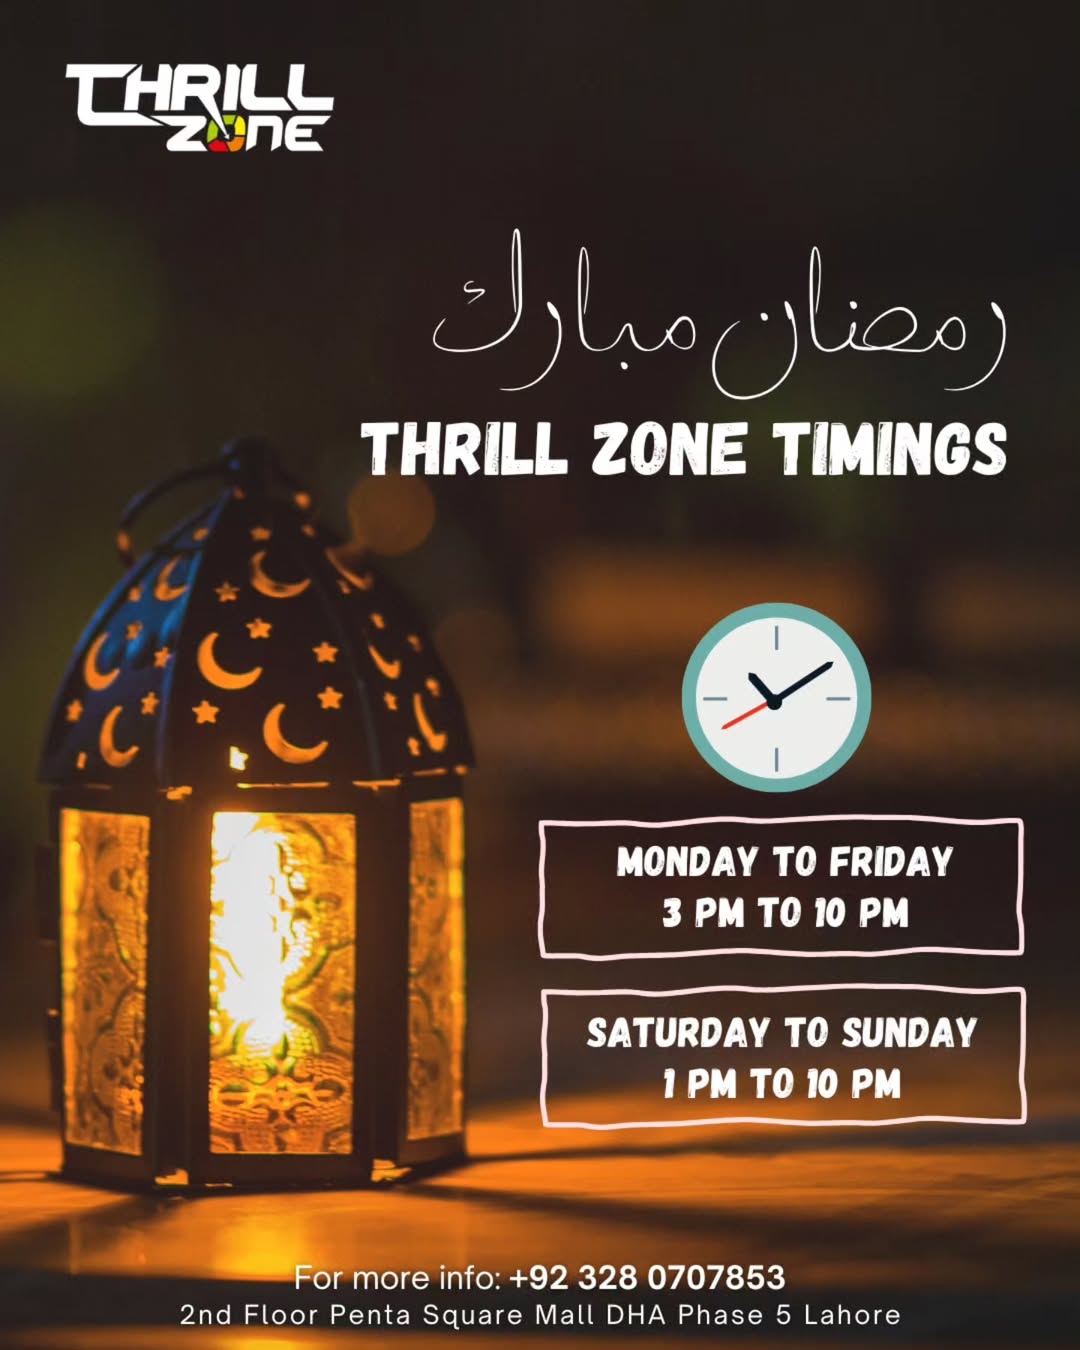 THRILL
ZONE
رمضان مبارك
THRILL ZONE TIMINGS
MONDAY TO FRIDAY
3 PM TO 10 PM
SATURDAY TO SUNDAY
1 PM TO 10 PM
For more info: +92 328 0707853
2nd Floor Penta Square Mall DHA Phase 5 Lahore